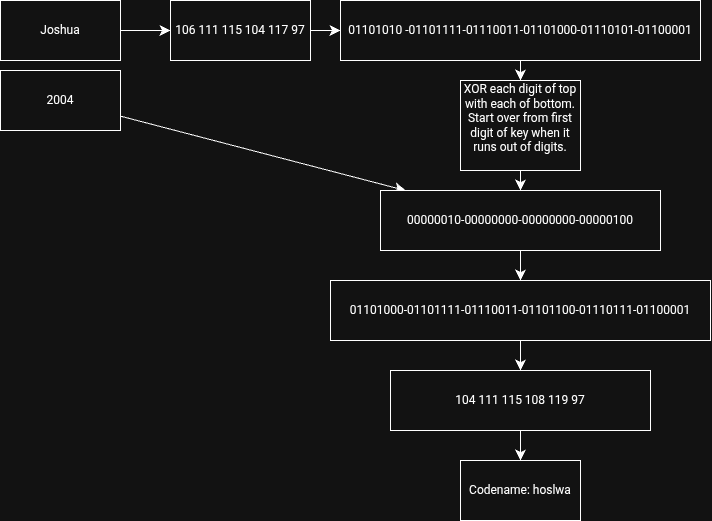 Joshua
106 111 115 104 117 97
01101010 -01101111-01110011-01101000-01110101-01100001
2004
XOR each digit of top
with each of bottom.
Start over from first
digit of key when it
runs out of digits.
00000010-00000000-00000000-00000100
01101000-01101111-01110011-01101100-01110111-01100001
104 111 115 108 119 97
Codename: hoslwa